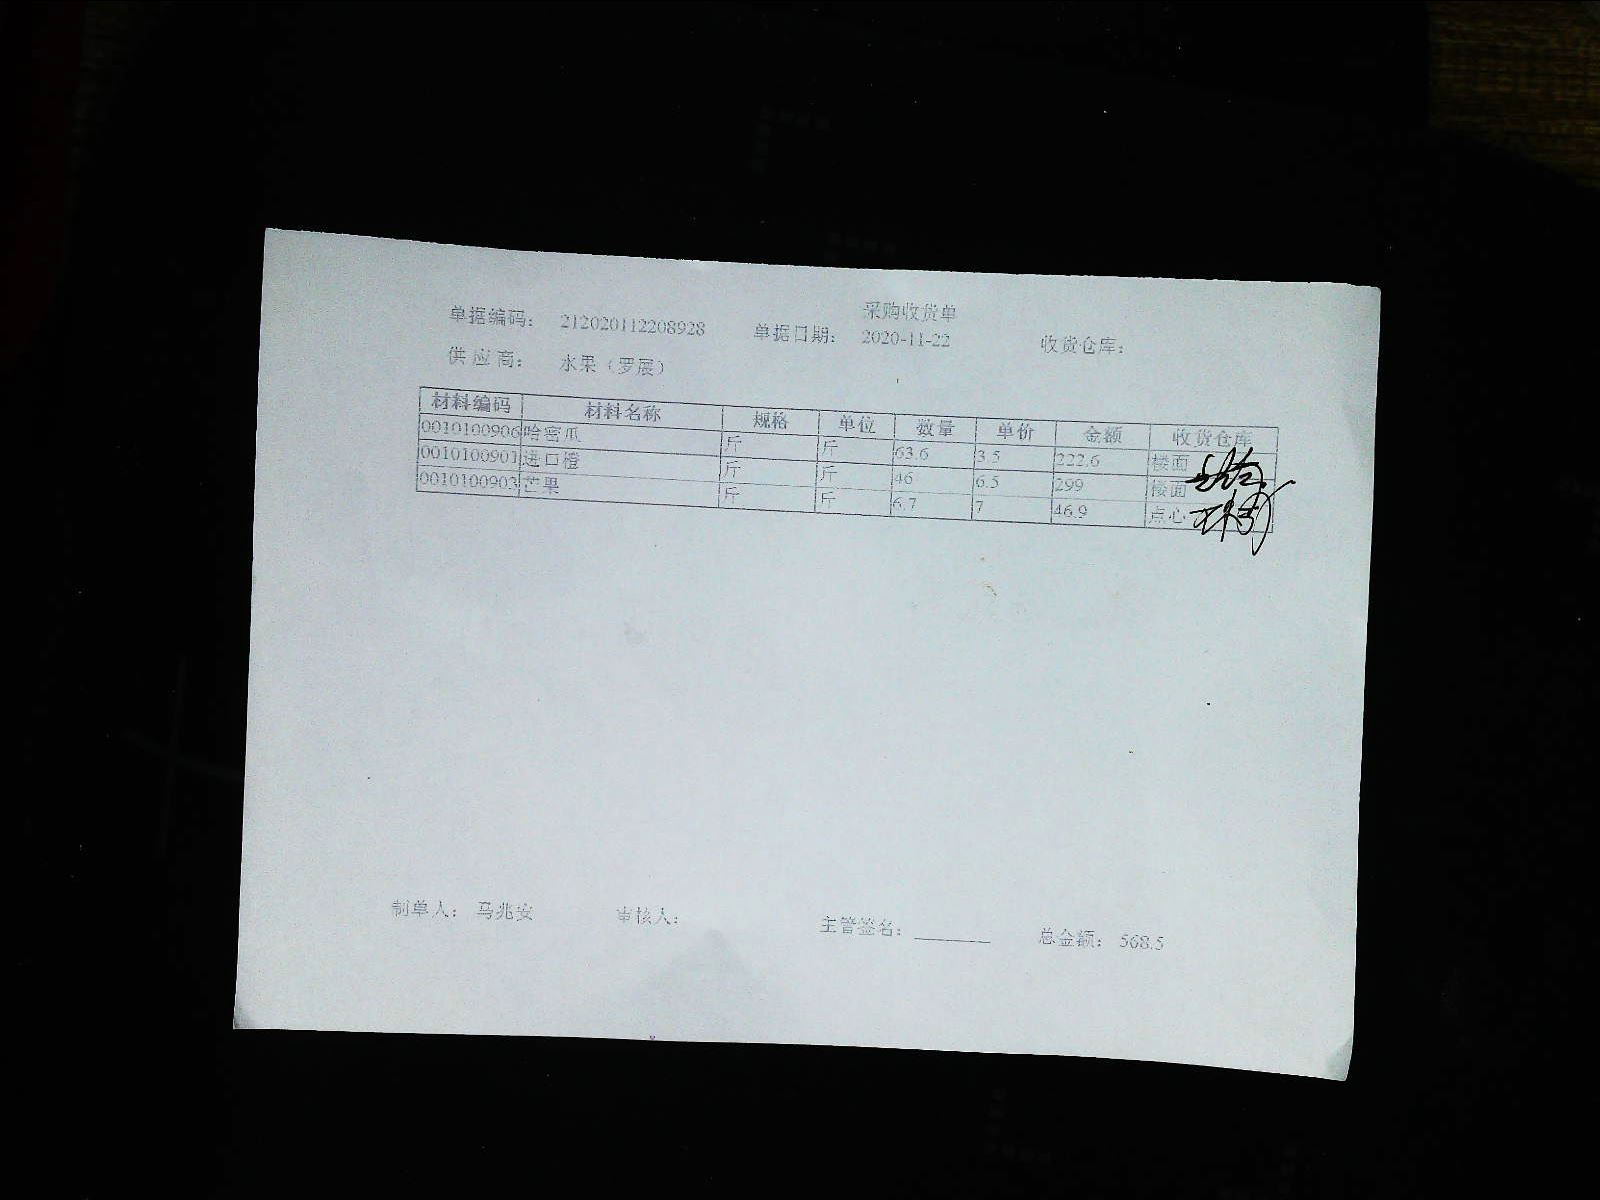 采购收货单
单据编码： 212020112208928 单据日期： 2020-11-22 收货仓库：
供应商： 水果（罗展）
材料编码 材料名称 规格 单位 数量 单价 金额 收货仓库
0010100906 哈密瓜 斤 斤 63.6 3.5 222.6 楼面
0010100901 进口橙 斤 斤 46 6.5 299 楼面
0010100903 芒果 斤 斤 6.7 7 46.9 点心
制单人： 马兆安 审核人： 主管签名： 总金额： 568.5